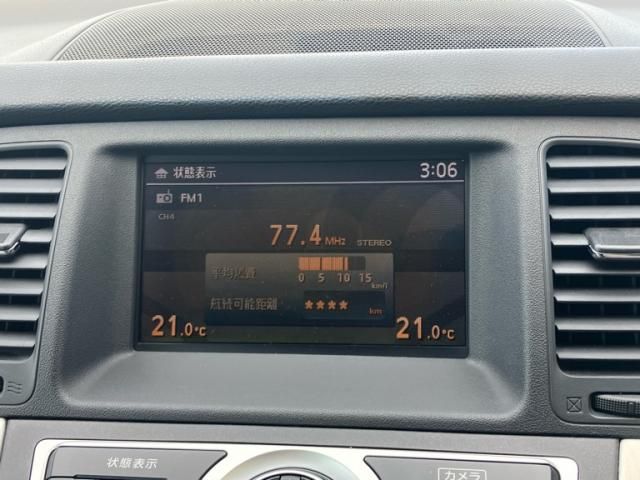 状態表示 3:06
FM1
CH4
77.4 MHz STEREO
平均燃費
0 5 10 15
km/l
航続可能距離 **** km
21.0°C 21.0°C
状態表示 カメラ